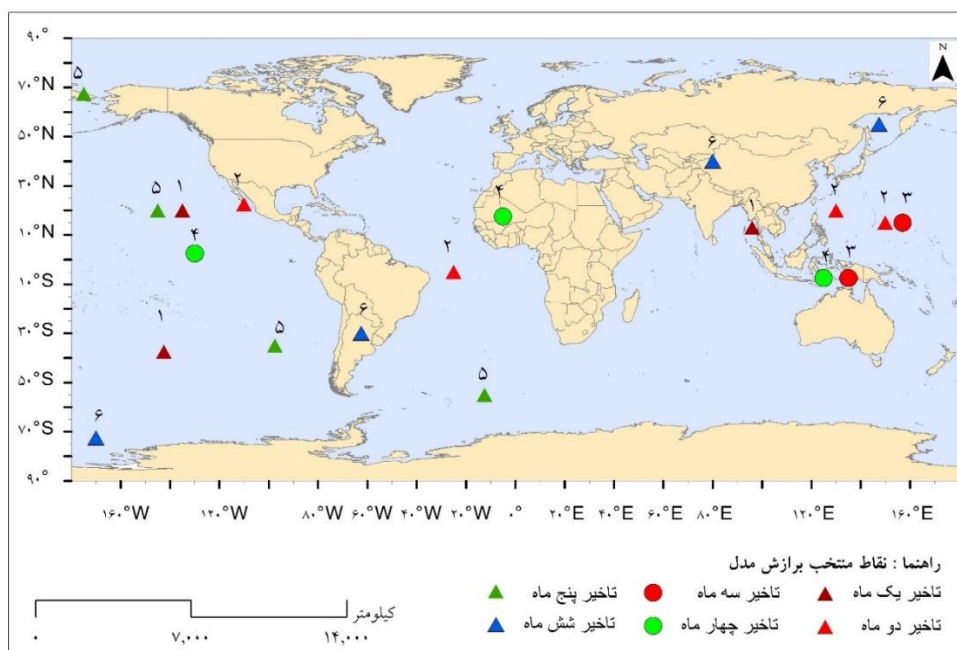 ۹۰°
N
۵
۷۰°N
۶
۵۰°N
۶
۳۰°N
۵ ۱ ۲ ۴ ۱ ۲ ۲ ۳
۱۰°N
۴ ۲ ۴ ۳
۱۰°S
۳۰°S
۱ ۵ ۶
۵۰°S
۵
۷۰°S
۶
۹۰°
۱۶۰°W ۱۲۰°W ۸۰°W ۶۰°W ۴۰°W ۲۰°W ۰° ۲۰°E ۴۰°E ۶۰°E ۸۰°E ۱۲۰°E ۱۶۰°E
راهنما : نقاط منتخب برازش مدل
تاخیر یک ماه تاخیر سه ماه تاخیر پنج ماه
تاخیر دو ماه تاخیر چهار ماه تاخیر شش ماه
کیلومتر
۰ ۷,۰۰۰ ۱۴,۰۰۰